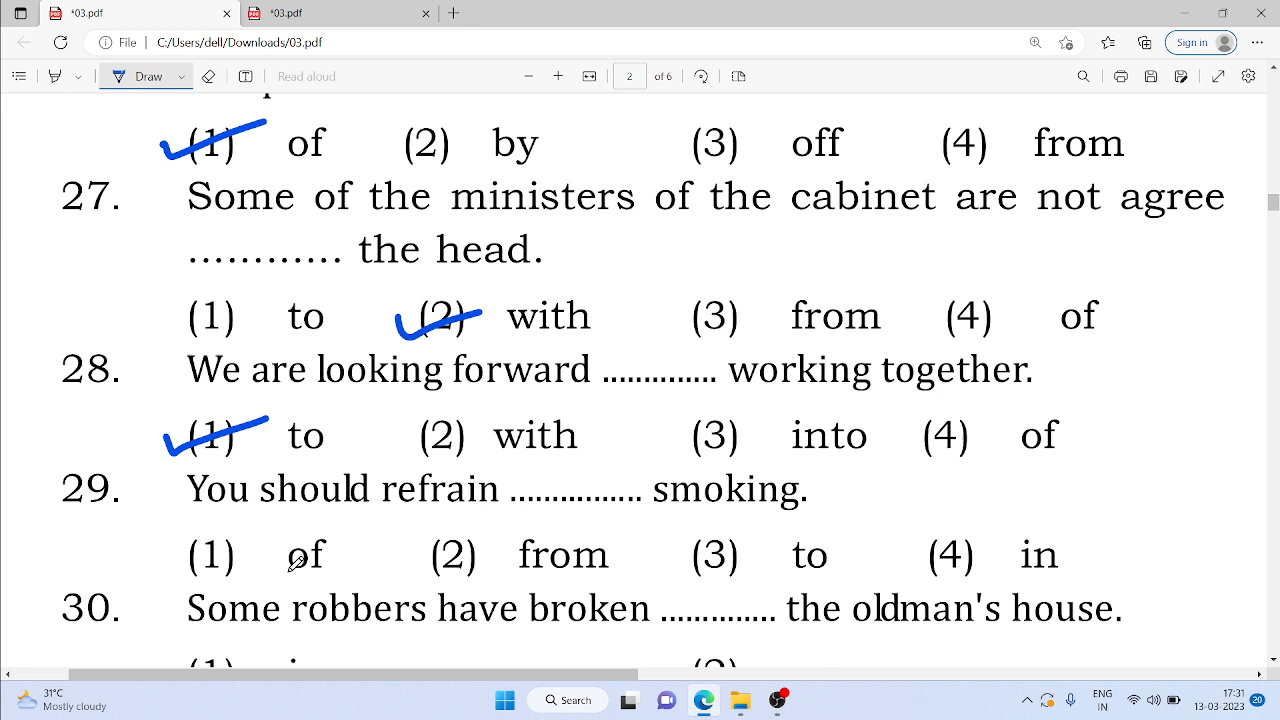 *03.pdf
*03.pdf
File
C:/Users/dell/Downloads/03.pdf
Sign in
Draw
Read aloud
2 of 6
(1) of (2) by (3) off (4) from
27. Some of the ministers of the cabinet are not agree
............ the head.
(1) to (2) with (3) from (4) of
28. We are looking forward .............. working together.
(1) to (2) with (3) into (4) of
29. You should refrain ................ smoking.
(1) of (2) from (3) to (4) in
30. Some robbers have broken .............. the oldman's house.
31°C
Mostly cloudy
Search
ENG
IN
17:31
13-03-2023
20